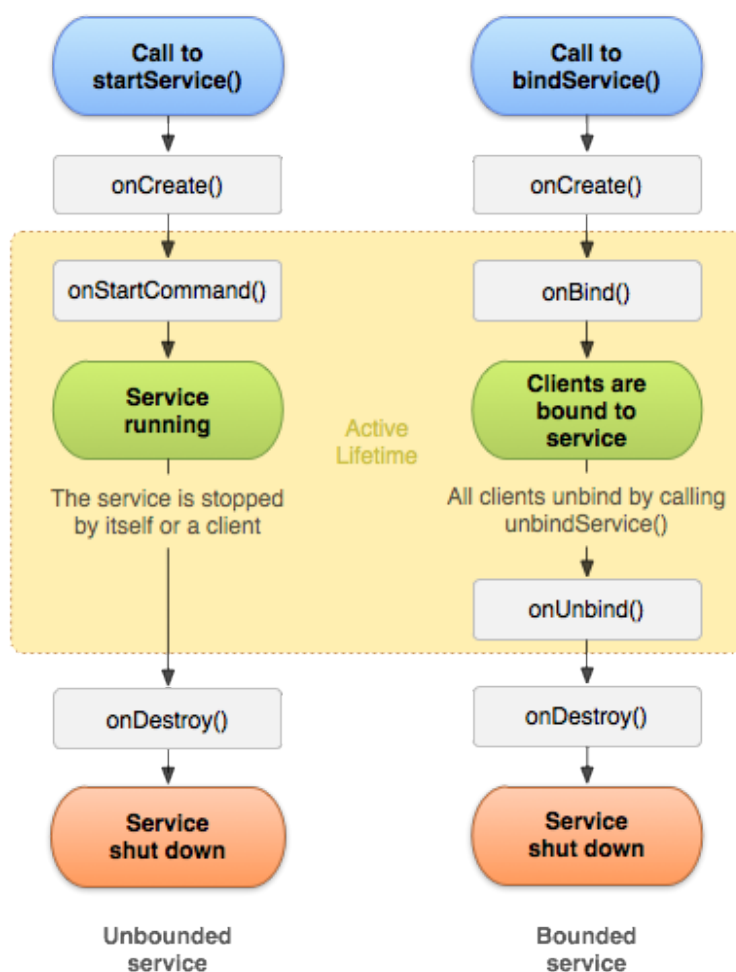 Call to
startService()
onCreate()
onStartCommand()
Service
running
The service is stopped
by itself or a client
onDestroy()
Service
shut down
Unbounded
service
Active
Lifetime
Call to
bindService()
onCreate()
onBind()
Clients are
bound to
service
All clients unbind by calling
unbindService()
onUnbind()
onDestroy()
Service
shut down
Bounded
service